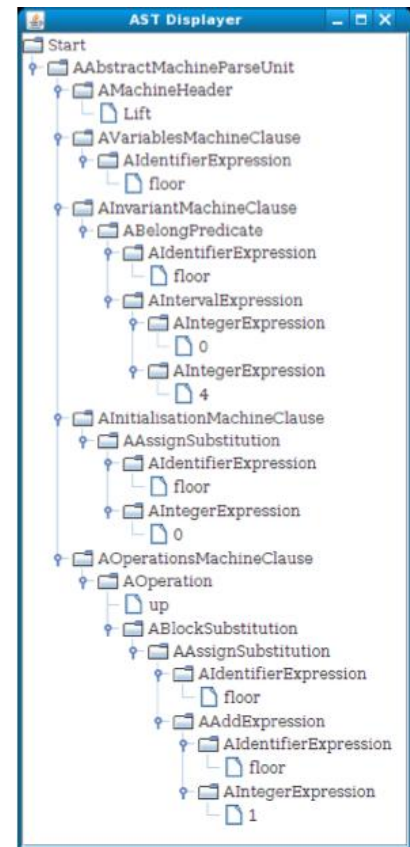 AST Displayer
Start
AAbstractMachineParseUnit
AMachineHeader
Lift
AVariablesMachineClause
AIdentifierExpression
floor
AInvariantMachineClause
ABelongPredicate
AIdentifierExpression
floor
AIntervalExpression
AIntegerExpression
0
AIntegerExpression
4
AInitialisationMachineClause
AAssignSubstitution
AIdentifierExpression
floor
AIntegerExpression
0
AOperationsMachineClause
AOperation
up
ABlockSubstitution
AAssignSubstitution
AIdentifierExpression
floor
AAddExpression
AIdentifierExpression
floor
AIntegerExpression
1